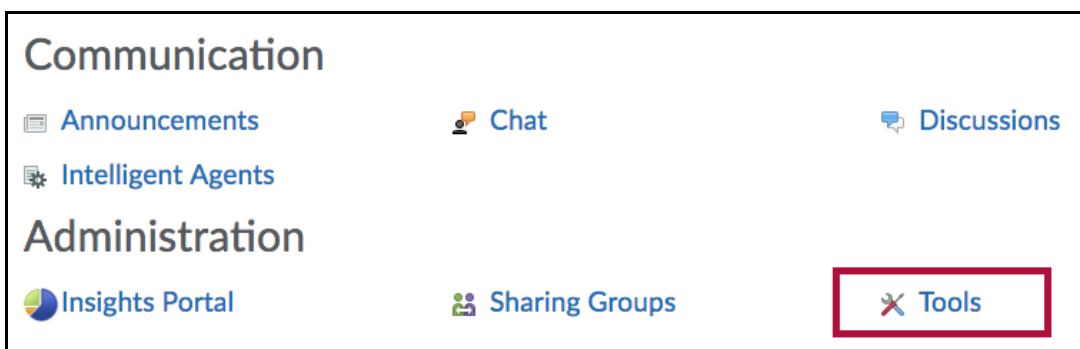 Communication
Announcements Chat Discussions
Intelligent Agents
Administration
Insights Portal Sharing Groups Tools